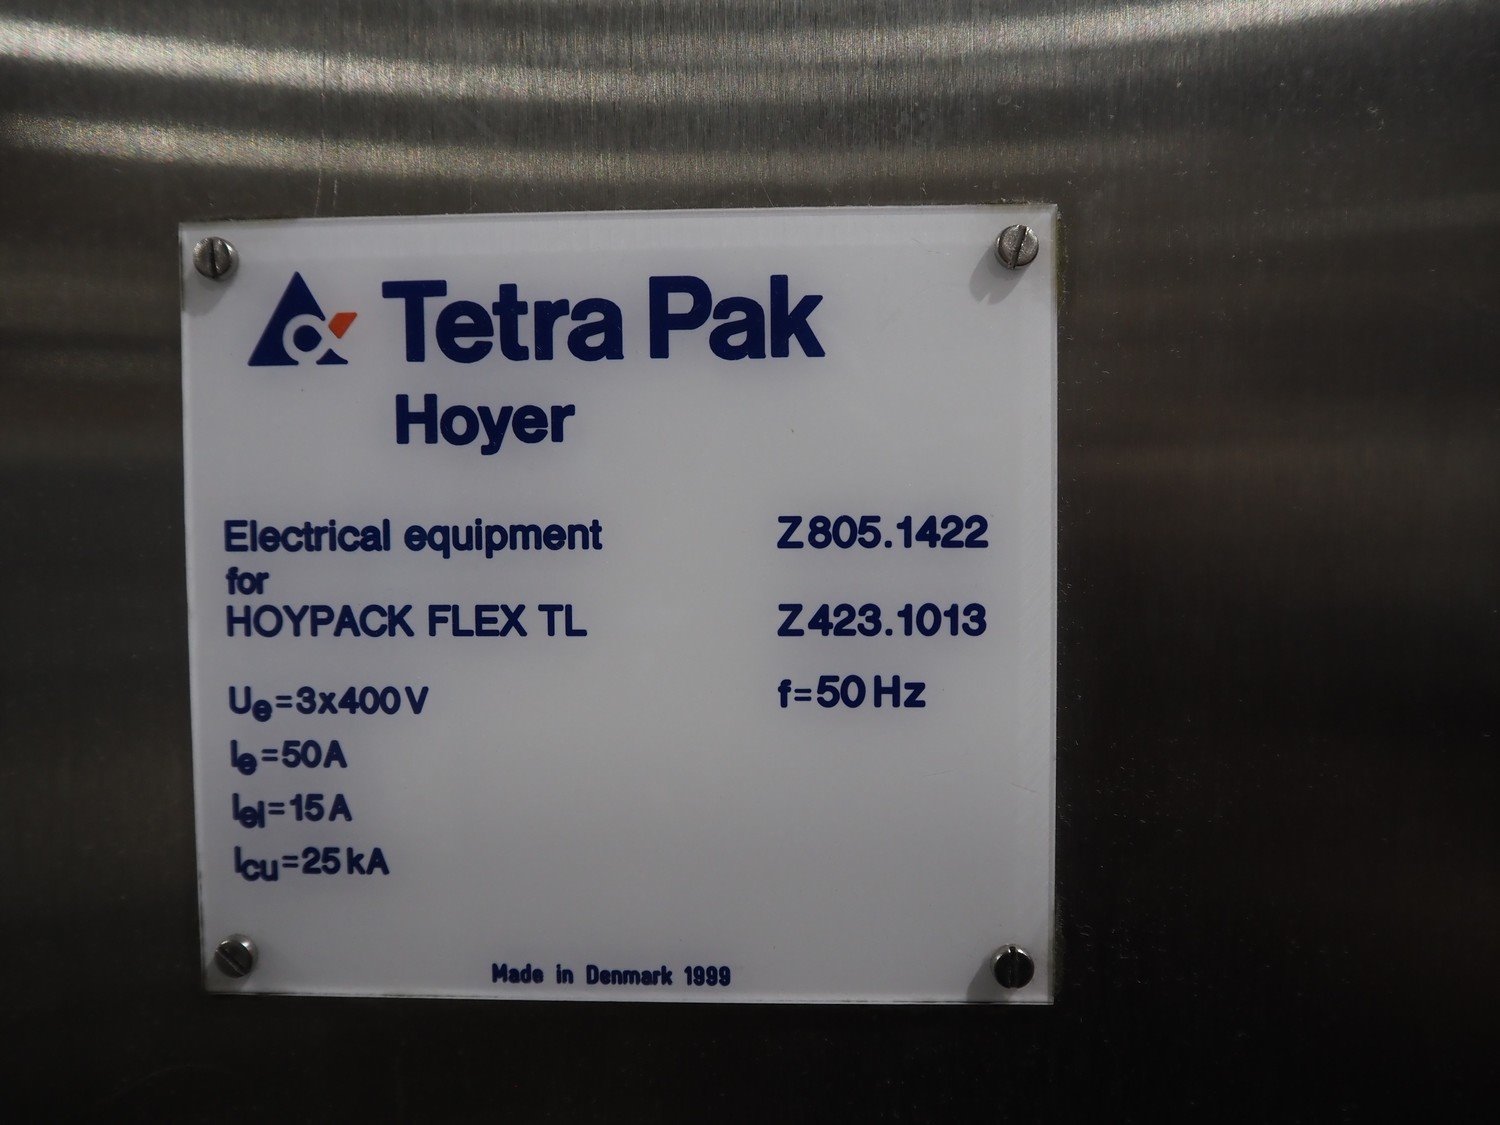 Tetra Pak
Hoyer
Electrical equipment Z805.1422
for
HOYPACK FLEX TL Z423.1013
Ue=3x400V f=50Hz
Ie=50A
Iel=15A
Icu=25kA
Made in Denmark 1999